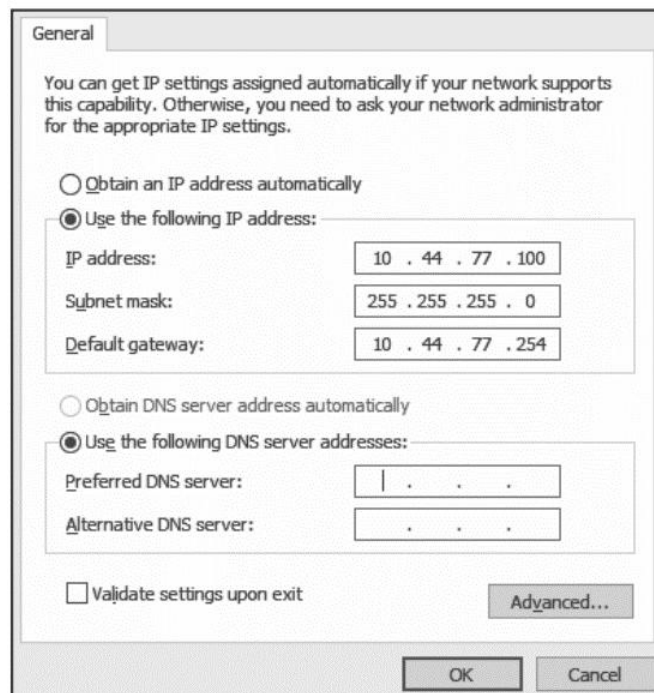 General
You can get IP settings assigned automatically if your network supports
this capability. Otherwise, you need to ask your network administrator
for the appropriate IP settings.
Obtain an IP address automatically
Use the following IP address:
IP address: 10 . 44 . 77 . 100
Subnet mask: 255 . 255 . 255 . 0
Default gateway: 10 . 44 . 77 . 254
Obtain DNS server address automatically
Use the following DNS server addresses:
Preferred DNS server: . . .
Alternative DNS server: . . .
Validate settings upon exit
Advanced...
OK Cancel